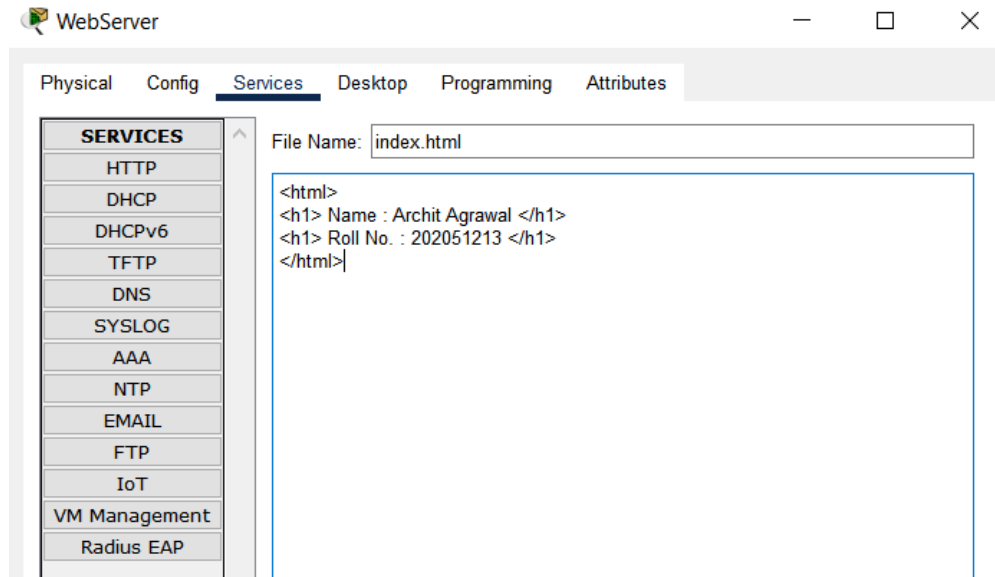 WebServer
Physical Config Services Desktop Programming Attributes
SERVICES
HTTP
DHCP
DHCPv6
TFTP
DNS
SYSLOG
AAA
NTP
EMAIL
FTP
IoT
VM Management
Radius EAP
File Name: index.html
<html>
<h1> Name : Archit Agrawal </h1>
<h1> Roll No. : 202051213 </h1>
</html>